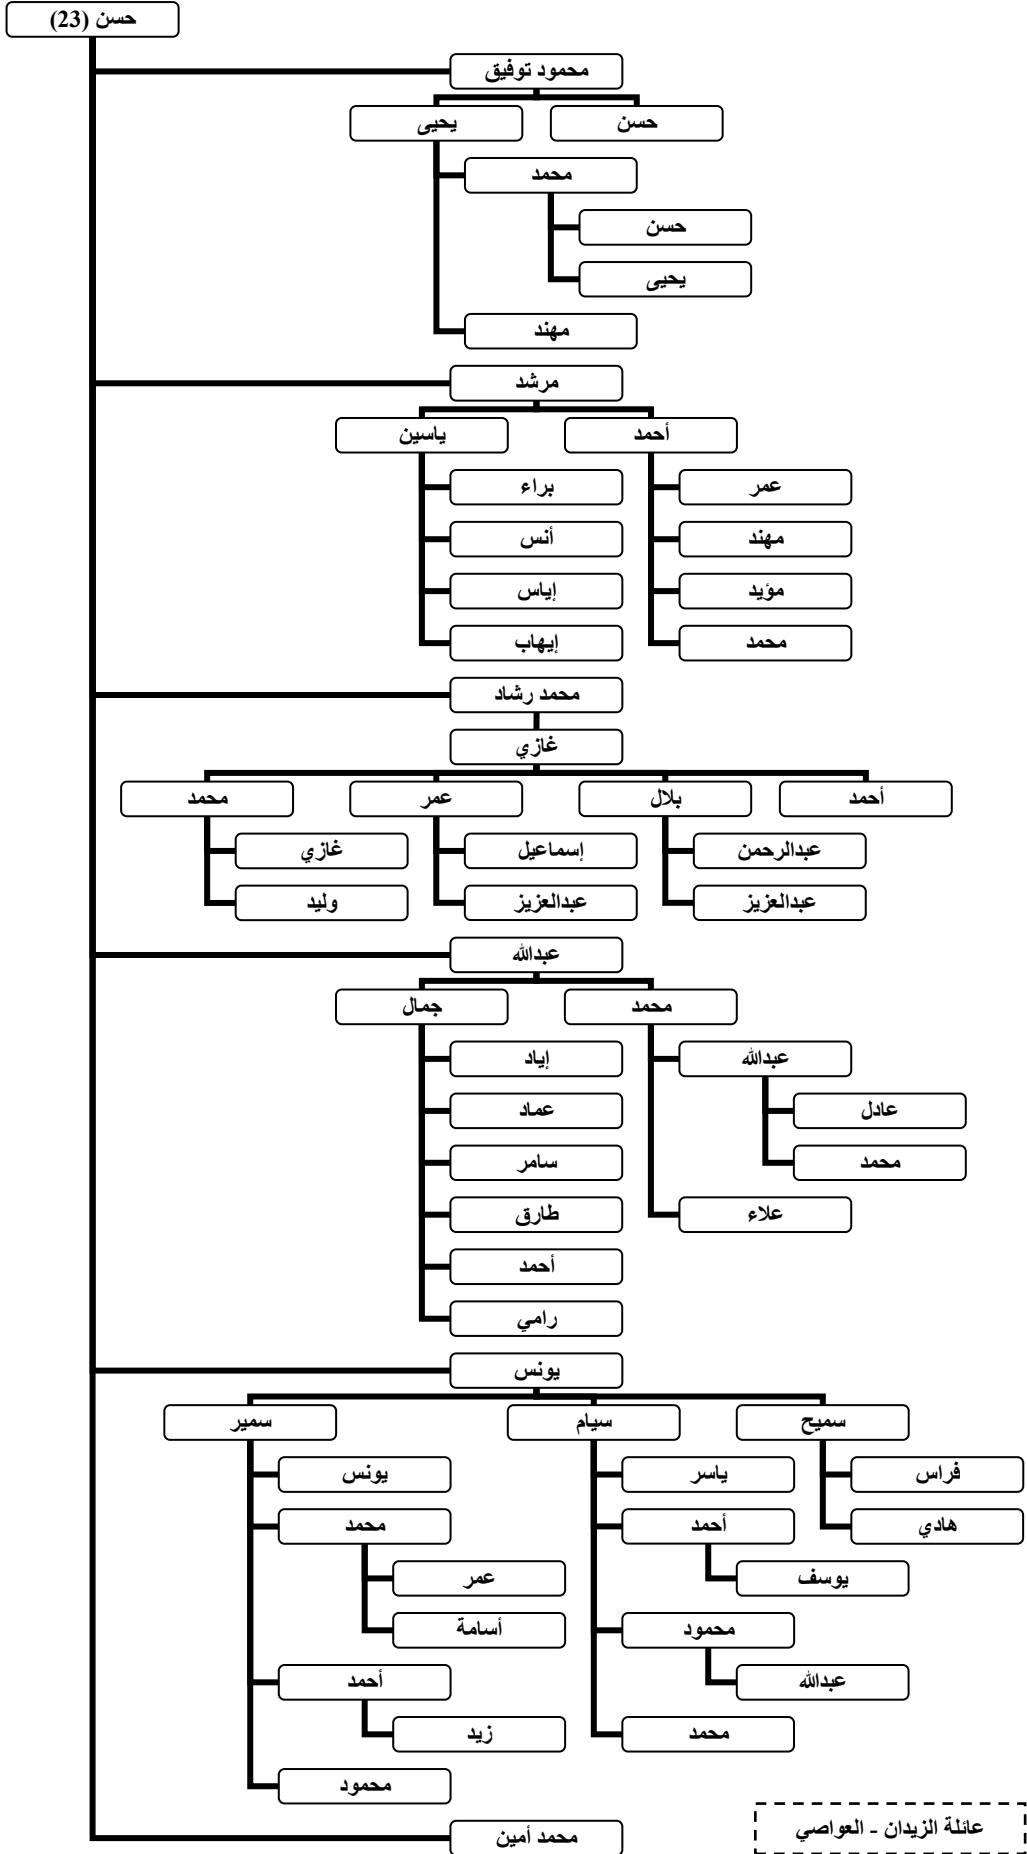 حسن (23)
محمود توفيق
حسن
يحيى
محمد
حسن
يحيى
مهند
مرشد
أحمد
ياسين
عمر
براء
مهند
أنس
مؤيد
إياس
محمد
إيهاب
محمد رشاد
غازي
أحمد
بلال
عمر
محمد
عبدالرحمن
إسماعيل
غازي
عبدالعزيز
عبدالعزيز
وليد
عبدالله
محمد
جمال
عبدالله
إياد
عادل
عماد
محمد
سامر
علاء
طارق
أحمد
رامي
يونس
سميح
سيام
سمير
فراس
ياسر
يونس
هادي
أحمد
محمد
يوسف
عمر
محمود
أسامة
عبدالله
أحمد
محمد
زيد
محمود
محمد أمين
عائلة الزيدان - العواصي